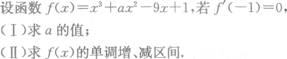 设函数 f(x)=x³+ax²-9x+1,若 f′(-1)=0,
(Ⅰ)求 a 的值;
(Ⅱ)求 f(x)的单调增、减区间.